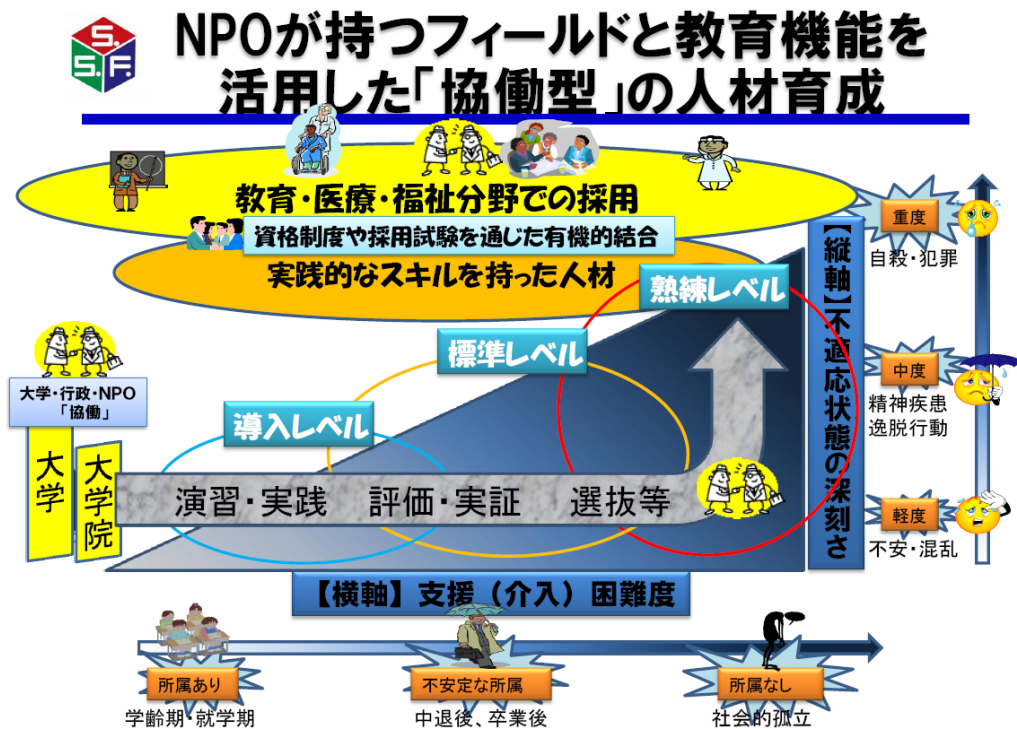 S.
S.
F.
NPOが持つフィールドと教育機能を
活用した「協働型」の人材育成
教育・医療・福祉分野での採用
資格制度や採用試験を通じた有機的結合
実践的なスキルを持った人材
熟練レベル
標準レベル
導入レベル
大学・行政・NPO
「協働」
大学
大学院
演習・実践
評価・実証
選抜等
【縦軸】不適応状態の深刻さ
重度
自殺・犯罪
中度
精神疾患
逸脱行動
軽度
不安・混乱
【横軸】支援（介入）困難度
所属あり
学齢期・就学期
不安定な所属
中退後、卒業後
所属なし
社会的孤立